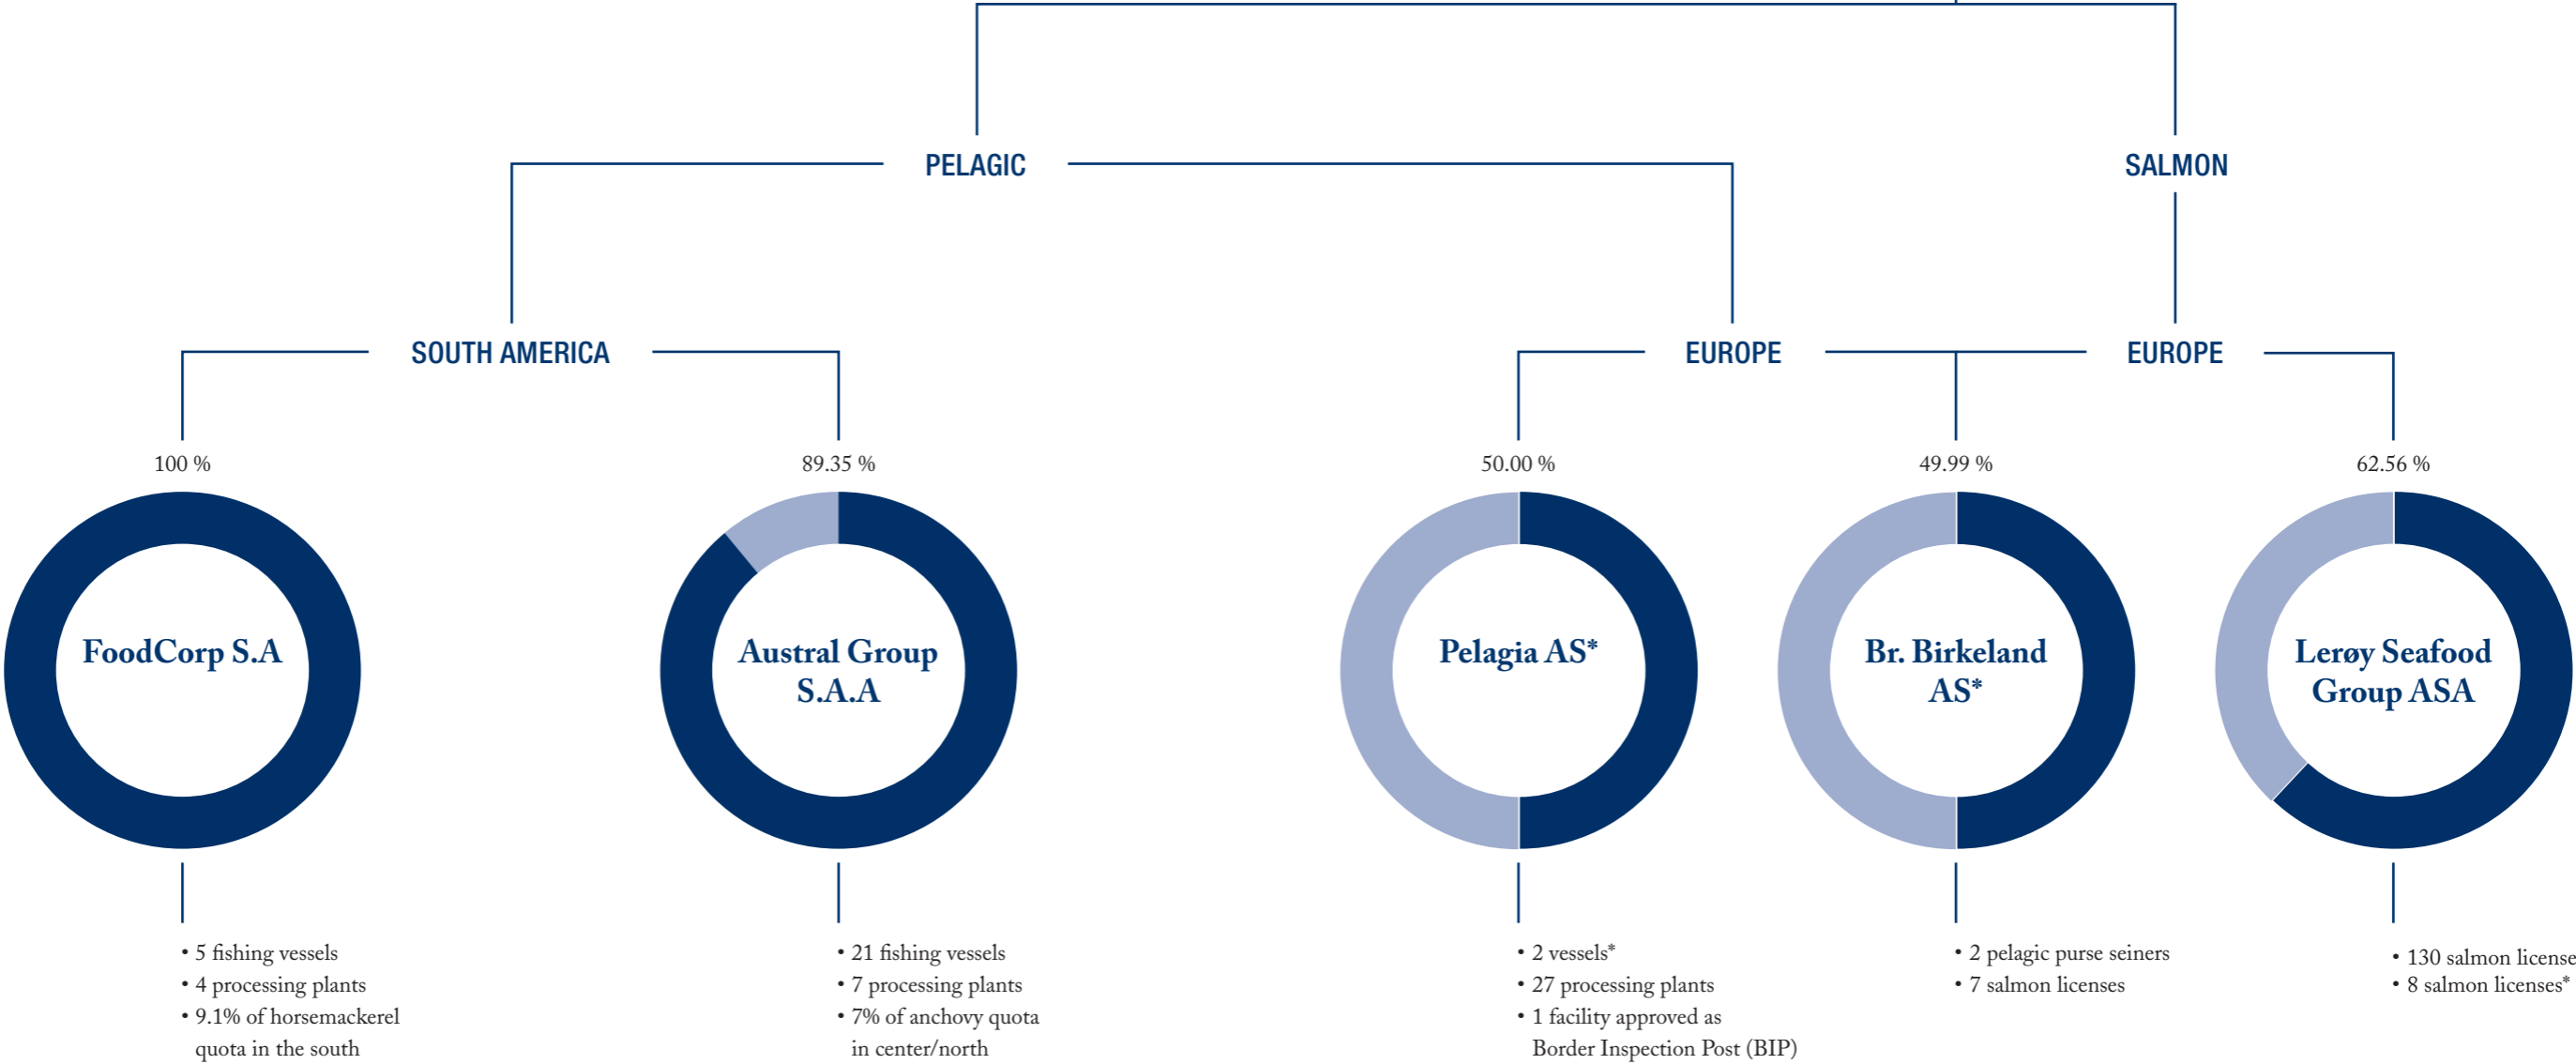 PELAGIC
SALMON
SOUTH AMERICA
EUROPE
EUROPE
100 %
89.35 %
50.00 %
49.99 %
62.56 %
FoodCorp S.A
Austral Group
S.A.A
Pelagia AS*
Br. Birkeland
AS*
Lerøy Seafood
Group ASA
• 5 fishing vessels
• 4 processing plants
• 9.1% of horsemackerel
quota in the south
• 21 fishing vessels
• 7 processing plants
• 7% of anchovy quota
in center/north
• 2 vessels*
• 27 processing plants
• 1 facility approved as
Border Inspection Post (BIP)
• 2 pelagic purse seiners
• 7 salmon licenses
• 130 salmon license
• 8 salmon licenses*